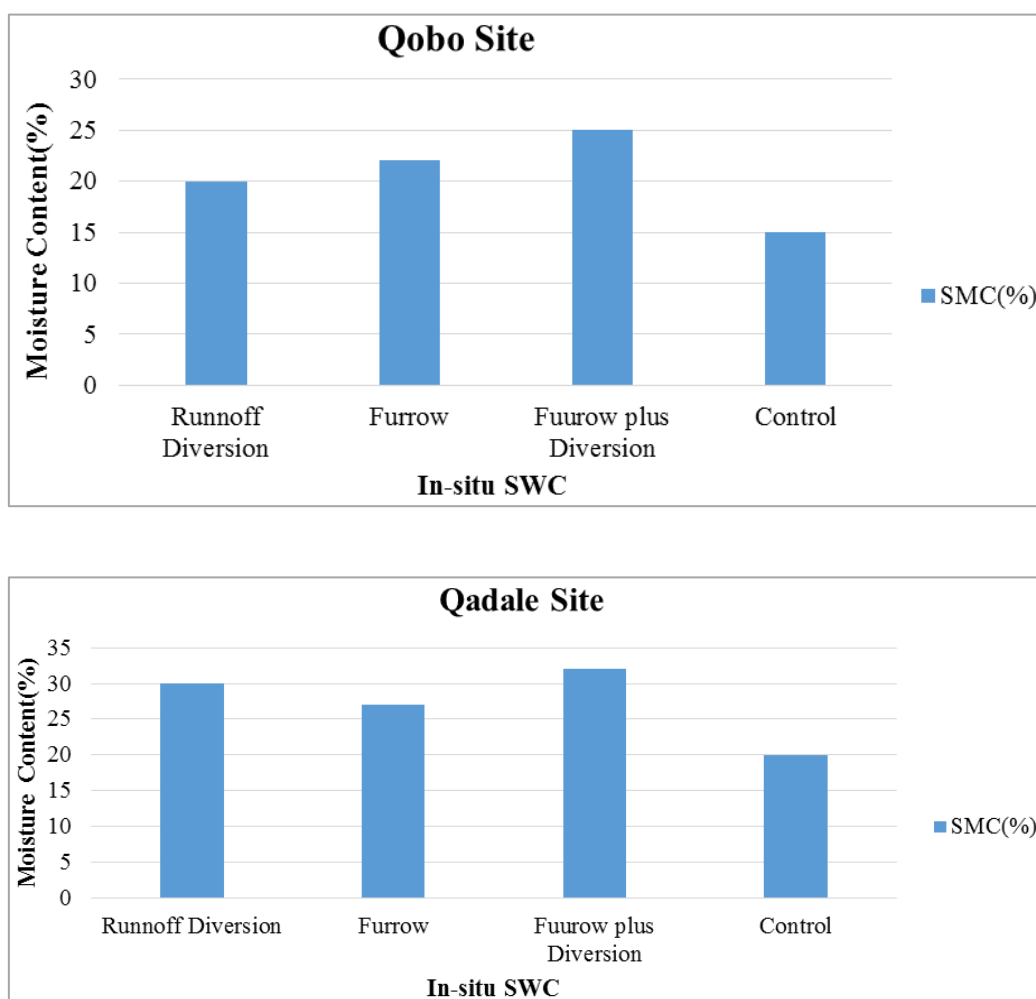 Qobo Site
30
25
20
15
10
5
0
Moisture Content(%)
Runnoff
Diversion
Furrow
Fuurow plus
Diversion
Control
In-situ SWC
SMC(%)
Qadale Site
35
30
25
20
15
10
5
0
Moisture Content(%)
Runnoff Diversion
Furrow
Fuurow plus
Diversion
Control
In-situ SWC
SMC(%)